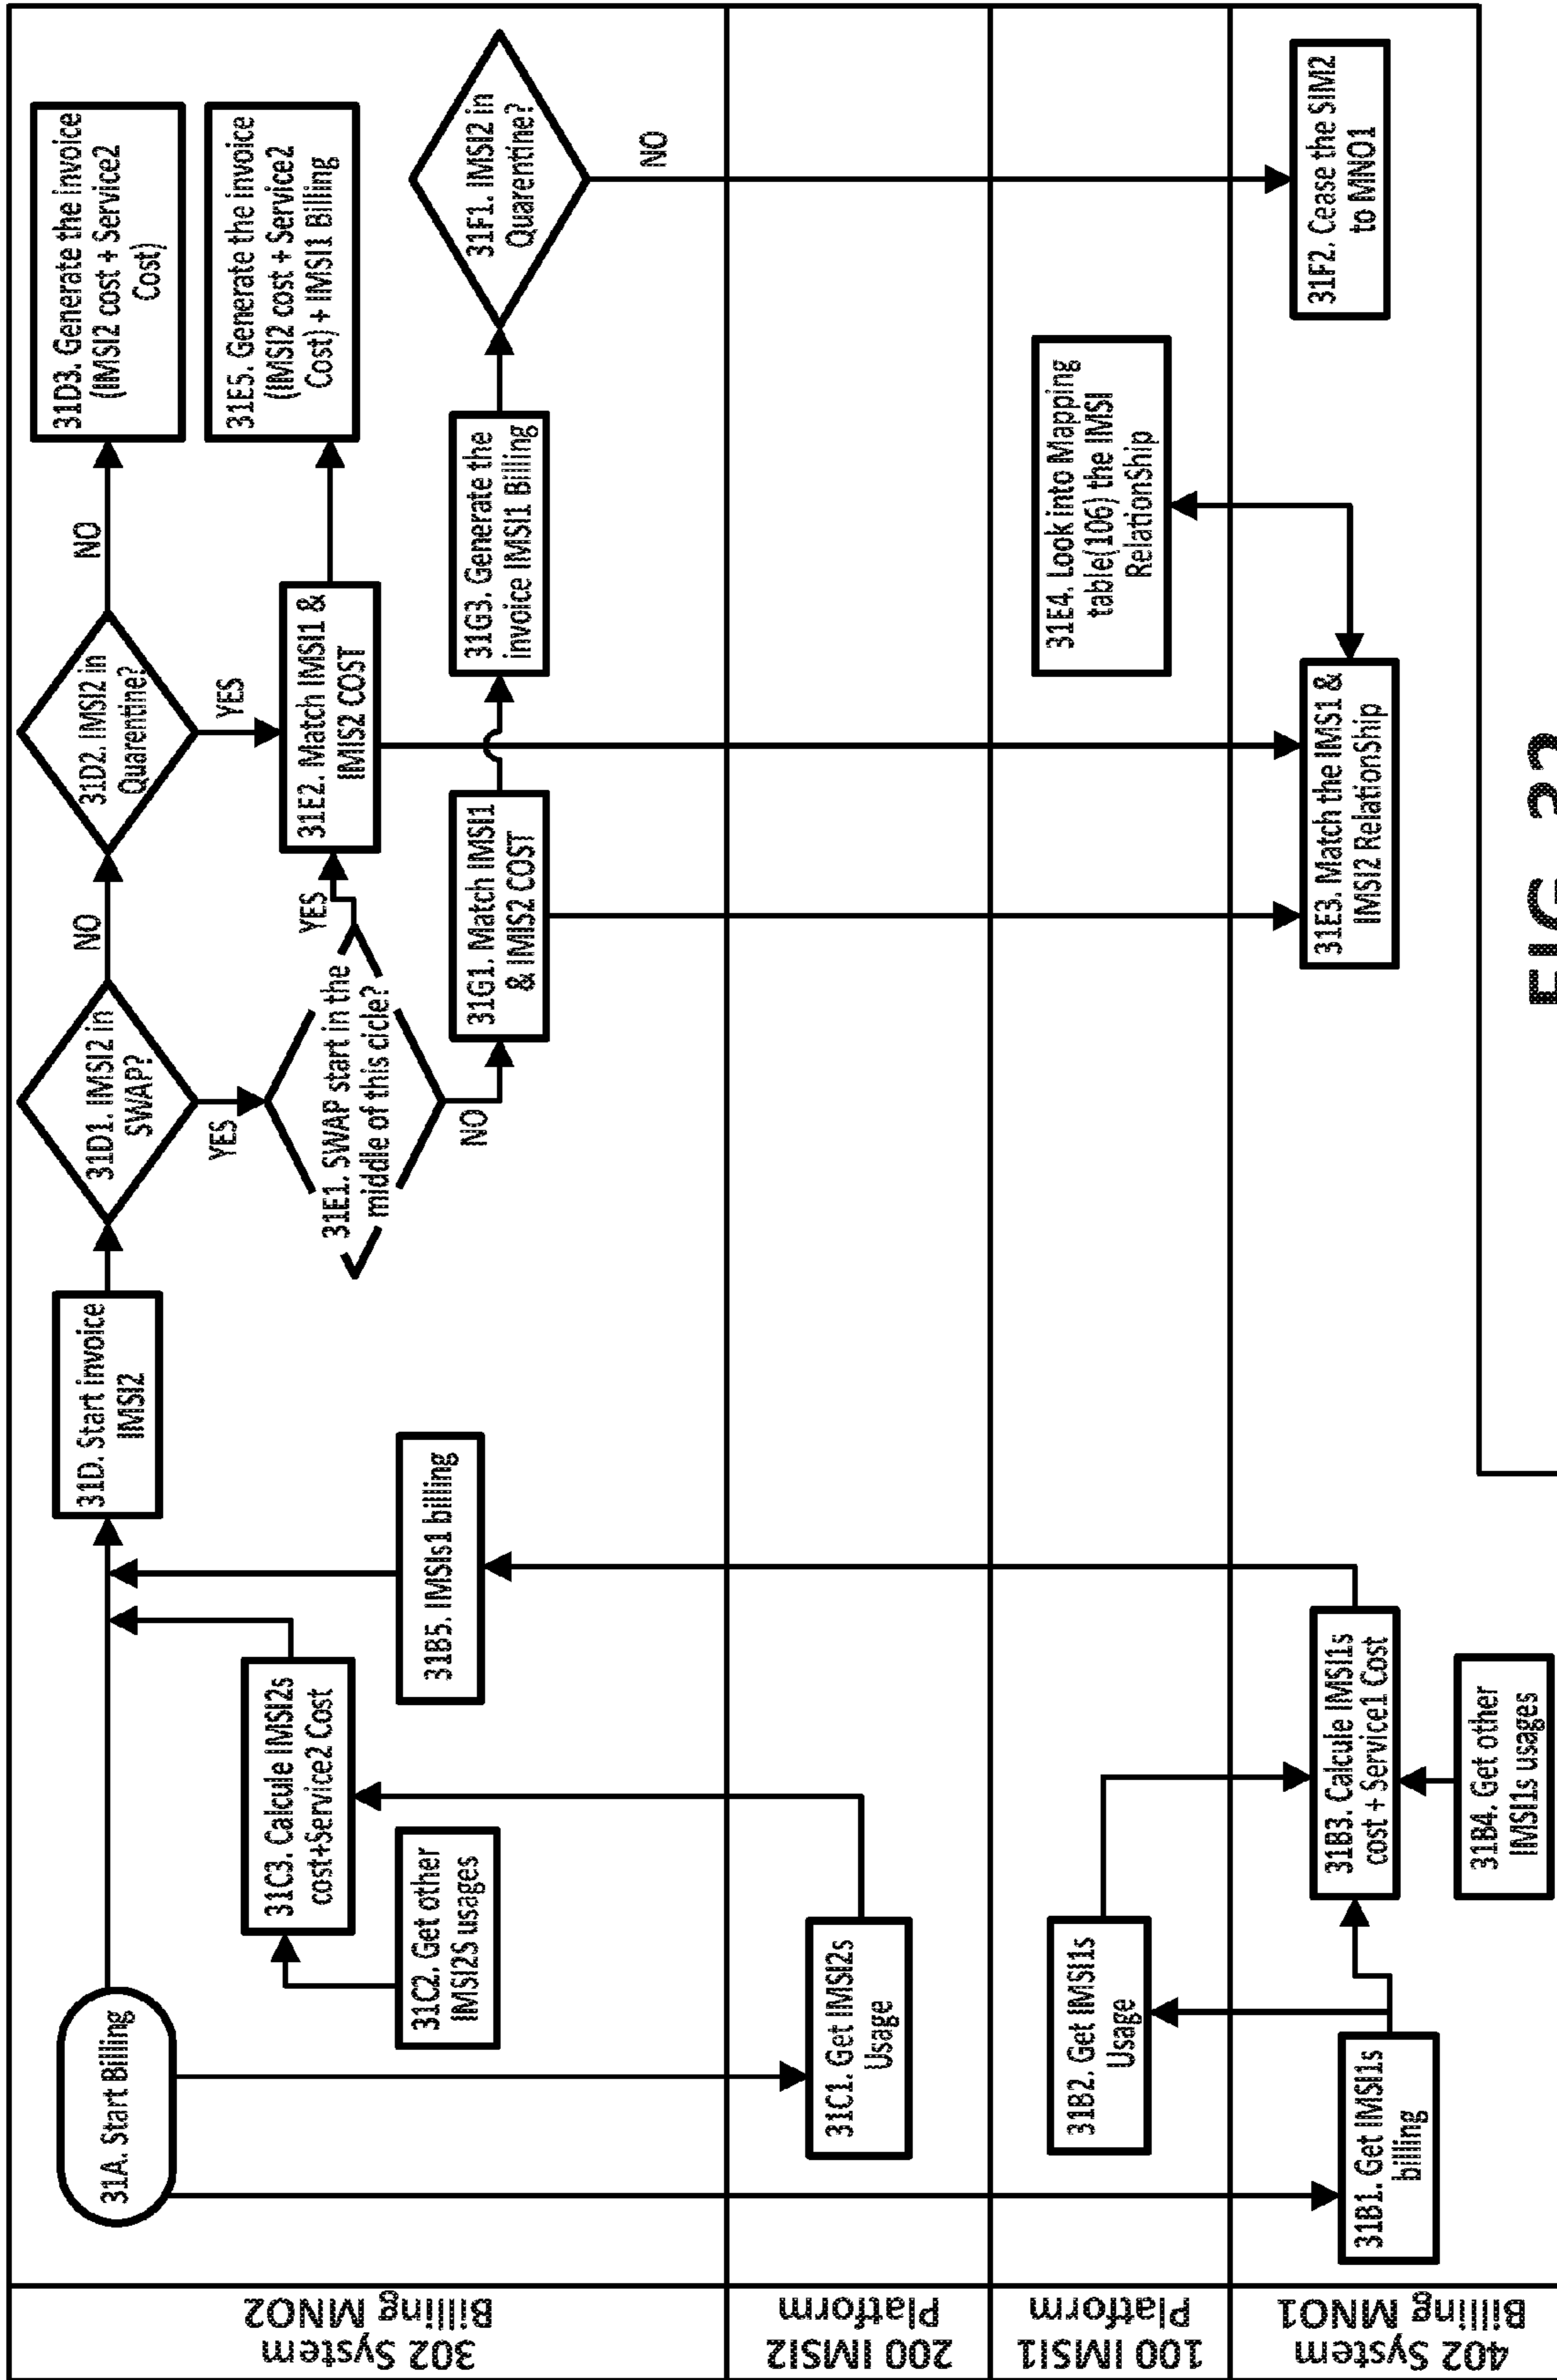 302 System
Billing MNO2
200 IMSI2
Platform
100 IMSI1
Platform
402 System
Billing MNO1
31A. Start Billing
31C2. Get other
IMSI2S usages
31C3. Calcule IMSI2s
cost+Service2 Cost
31B5. IMSIs1 billing
31D. Start invoice
IMSI2
31D1. IMSI2 in
SWAP?
NO
YES
31D2. IMSI2 in
Quarentine?
NO
YES
31D3. Generate the invoice
(IMSI2 cost + Service2
Cost)
31E1. SWAP start in the
middle of this cicle?
YES
NO
31E2. Match IMSI1 &
IMIS2 COST
31E5. Generate the invoice
(IMSI2 cost + Service2
Cost) + IMSI1 Billing
31G1. Match IMSI1
& IMIS2 COST
31G3. Generate the
invoice IMSI1 Billing
31F1. IMSI2 in
Quarentine?
NO
31C1. Get IMSI2s
Usage
31B2. Get IMSI1s
Usage
31E4. Look into Mapping
table(106) the IMSI
RelationShip
31B1. Get IMSI1s
billing
31B3. Calcule IMSI1s
cost + Service1 Cost
31B4. Get other
IMSI1s usages
31E3. Match the IMS1 &
IMSI2 RelationShip
31F2. Cease the SIM2
to MNO1